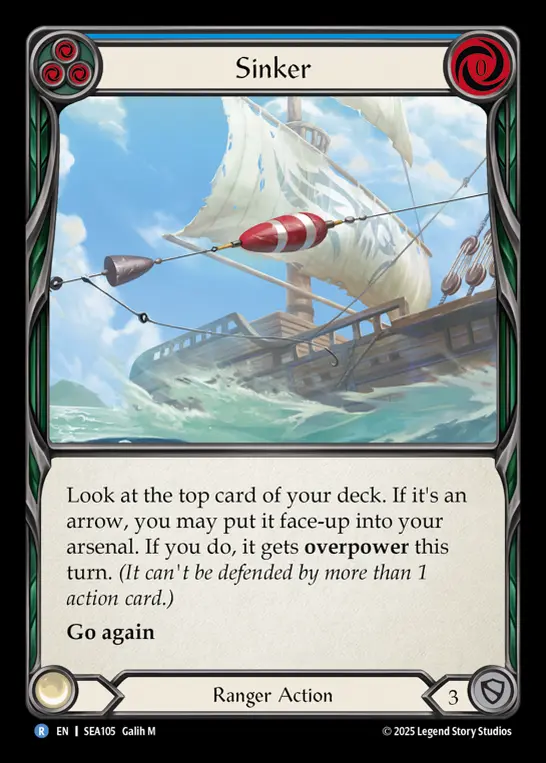 Sinker
0
Look at the top card of your deck. If it's an
arrow, you may put it face-up into your
arsenal. If you do, it gets overpower this
turn. (It can't be defended by more than 1
action card.)
Go again
Ranger Action
3
R EN | SEA105 Galih M
© 2025 Legend Story Studios